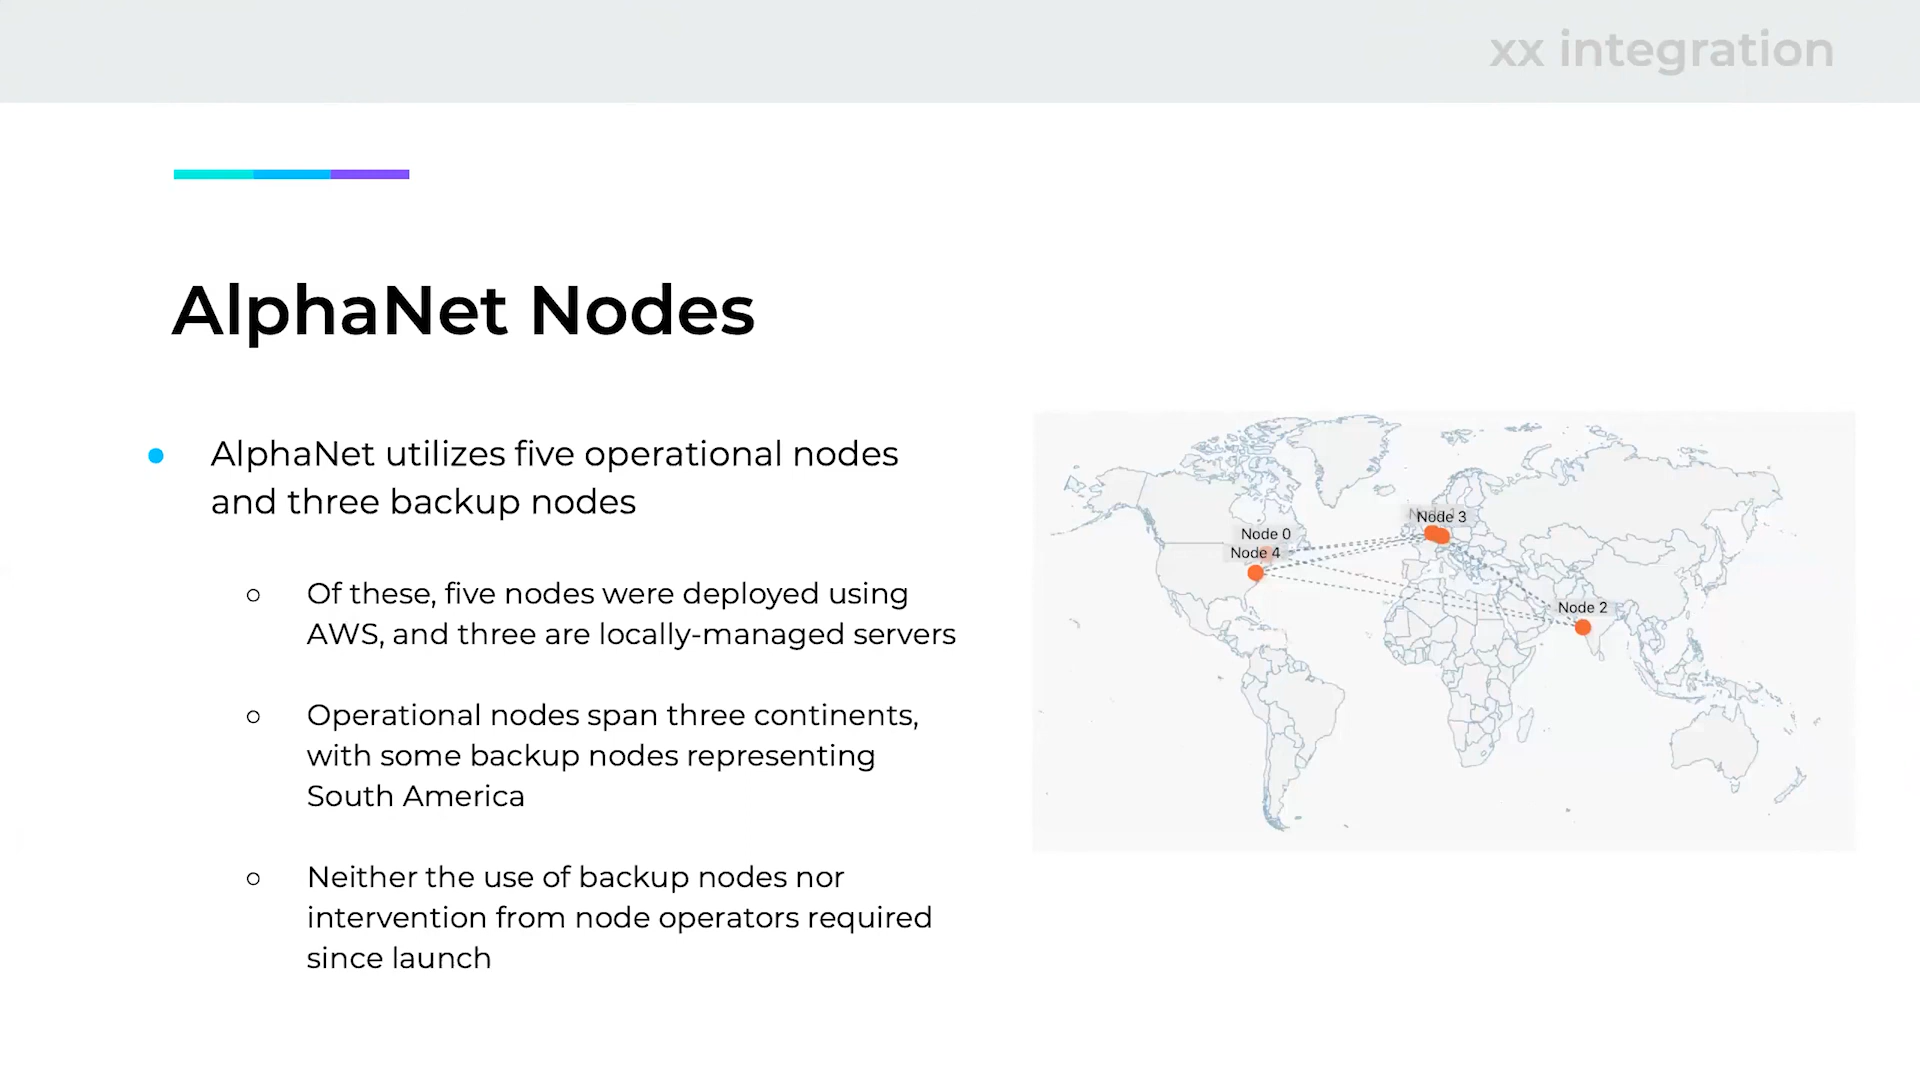 xx integration
AlphaNet Nodes
AlphaNet utilizes five operational nodes
and three backup nodes
Of these, five nodes were deployed using
AWS, and three are locally-managed servers
Operational nodes span three continents,
with some backup nodes representing
South America
Neither the use of backup nodes nor
intervention from node operators required
since launch
Node 3
Node 0
Node 4
Node 2